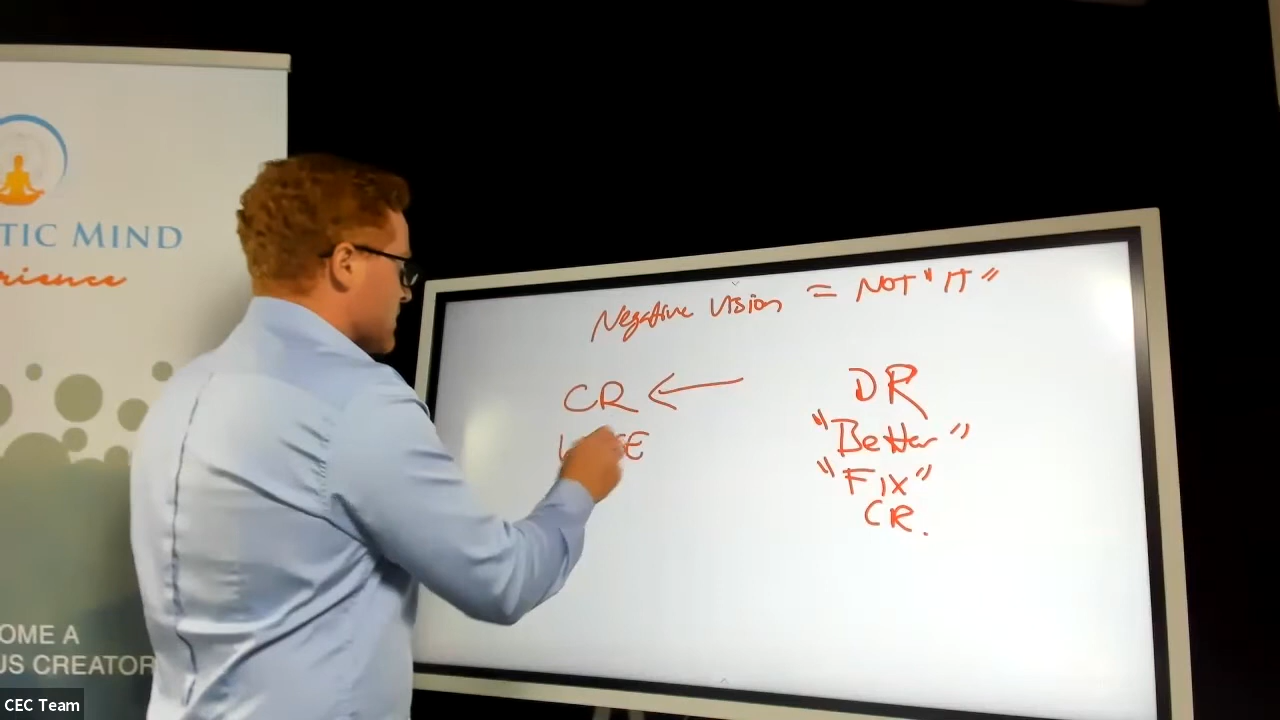 TIC MIND
rience
OME A
US CREATOR
Negative Vision = NOT "IT"
CR ← DR
"Better"
"Fix"
CR.
CEC Team